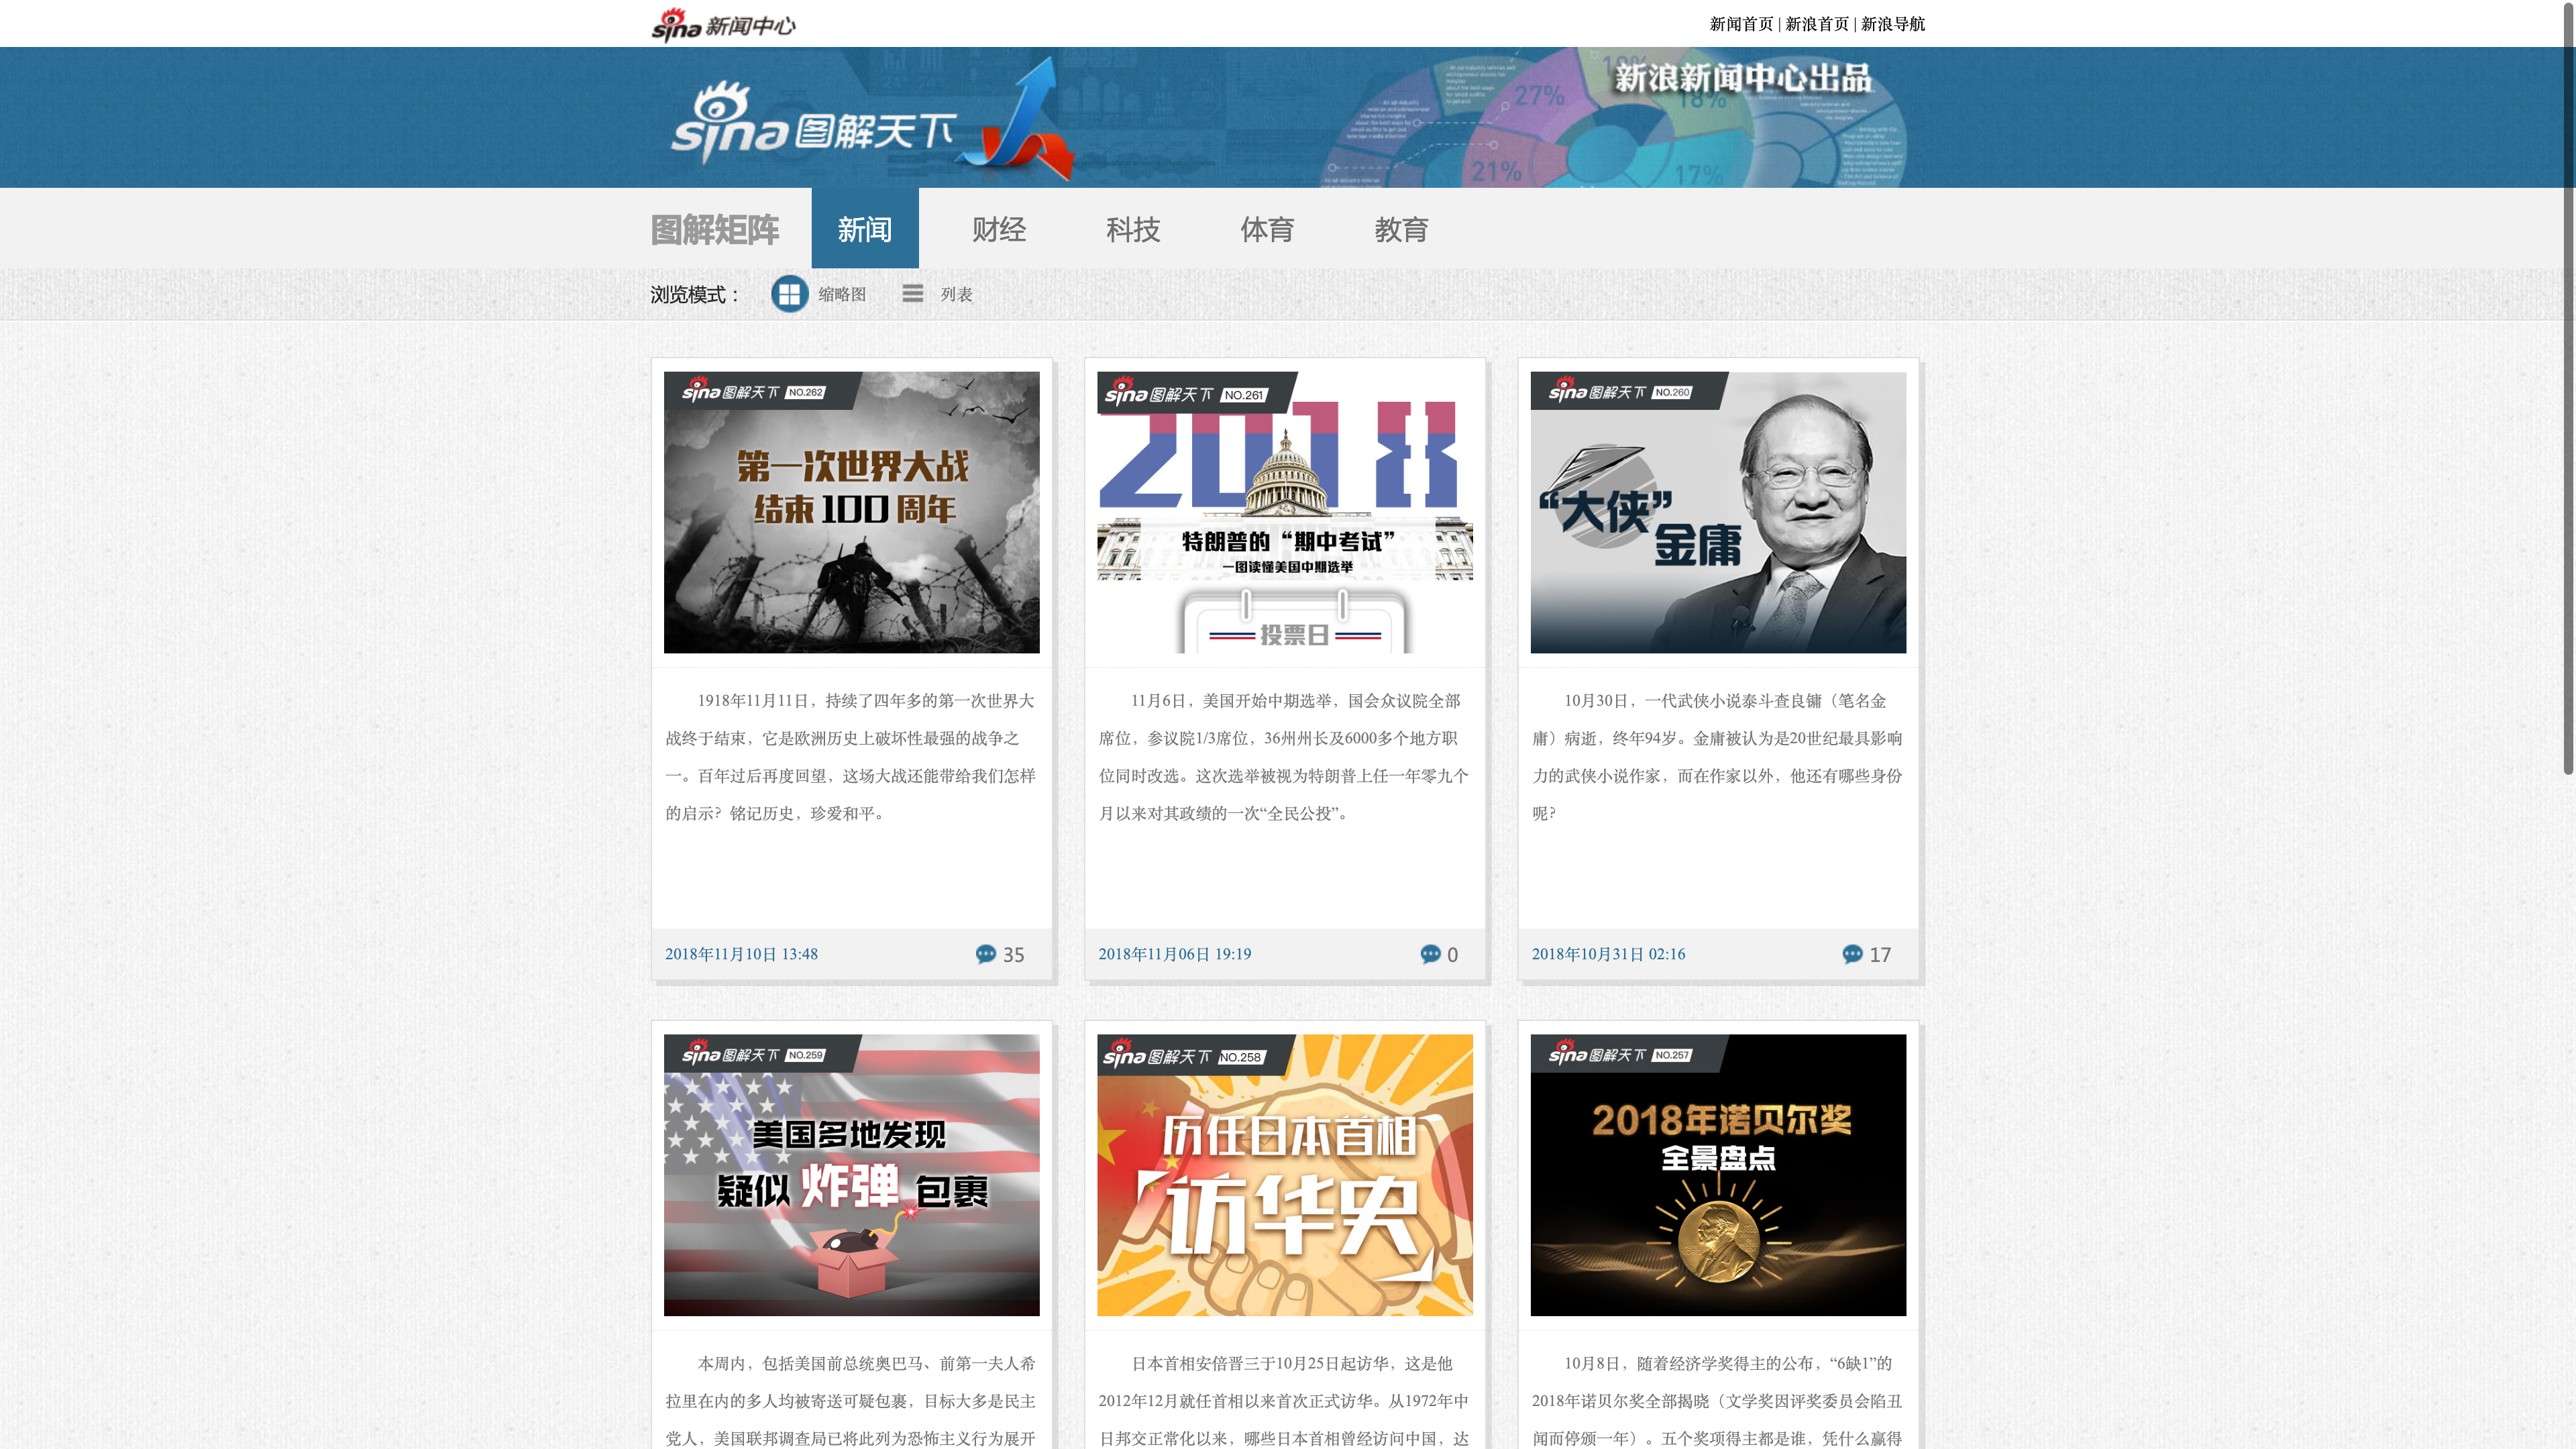 sina 新闻中心
新闻首页 | 新浪首页 | 新浪导航
sina 图解天下
新浪新闻中心出品
27%
18%
21%
17%
图解矩阵
新闻
财经
科技
体育
教育
浏览模式：
缩略图
列表
sina 图解天下 NO.262
第一次世界大战
结束 100 周年
1918年11月11日，持续了四年多的第一次世界大
战终于结束，它是欧洲历史上破坏性最强的战争之
一。百年过后再度回望，这场大战还能带给我们怎样
的启示？铭记历史，珍爱和平。
2018年11月10日 13:48
35
sina 图解天下 NO.261
2018
特朗普的“期中考试”
一图读懂美国中期选举
投票日
11月6日，美国开始中期选举，国会众议院全部
席位，参议院1/3席位，36州州长及6000多个地方职
位同时改选。这次选举被视为特朗普上任一年零九个
月以来对其政绩的一次“全民公投”。
2018年11月06日 19:19
0
sina 图解天下 NO.260
“大侠”
金庸
10月30日，一代武侠小说泰斗查良镛（笔名金
庸）病逝，终年94岁。金庸被认为是20世纪最具影响
力的武侠小说作家，而在作家以外，他还有哪些身份
呢？
2018年10月31日 02:16
17
sina 图解天下 NO.259
美国多地发现
疑似 炸弹 包裹
本周内，包括美国前总统奥巴马、前第一夫人希
拉里在内的多人均被寄送可疑包裹，目标大多是民主
党人，美国联邦调查局已将此列为恐怖主义行为展开
sina 图解天下 NO.258
历任日本首相
「访华史」
日本首相安倍晋三于10月25日起访华，这是他
2012年12月就任首相以来首次正式访华。从1972年中
日邦交正常化以来，哪些日本首相曾经访问中国，达
sina 图解天下 NO.257
2018年诺贝尔奖
全景盘点
10月8日，随着经济学奖得主的公布，“6缺1”的
2018年诺贝尔奖全部揭晓（文学奖因评奖委员会陷丑
闻而停颁一年）。五个奖项得主都是谁，凭什么赢得